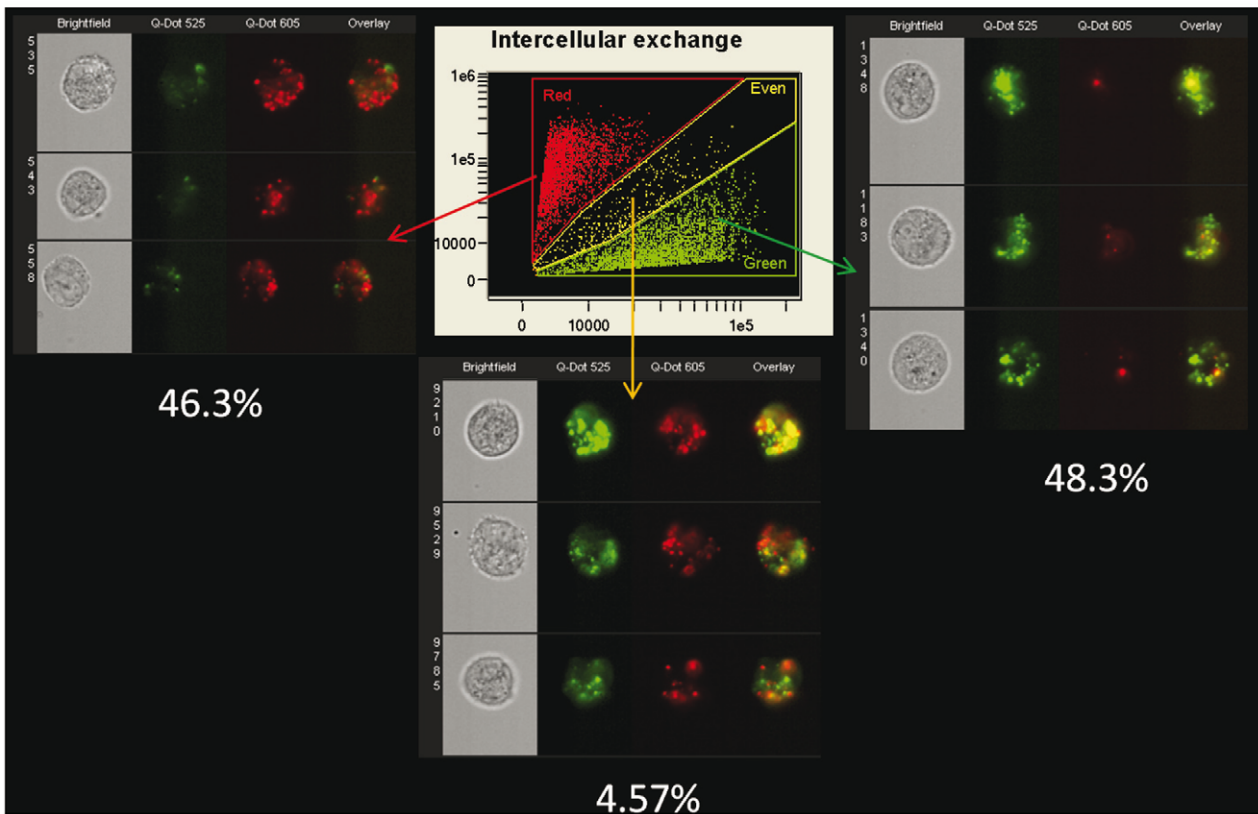 Brightfield Q-Dot 525 Q-Dot 605 Overlay
535
543
558
46.3%
Intercellular exchange
1e6
1e5
10000
0
Red
Even
Green
0 10000 1e5
Brightfield Q-Dot 525 Q-Dot 605 Overlay
9210
9529
9785
4.57%
Brightfield Q-Dot 525 Q-Dot 605 Overlay
1348
1183
1340
48.3%